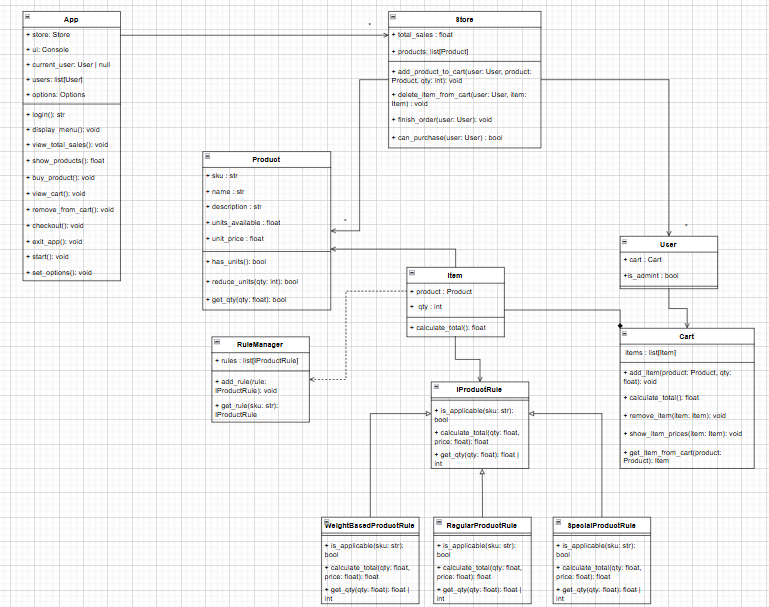 App
+ store: Store
+ ui: Console
+ current_user: User | null
+ users: list[User]
+ options: Options
+ login(): str
+ display_menu(): void
+ view_total_sales(): void
+ show_products(): float
+ buy_product(): void
+ view_cart(): void
+ remove_from_cart(): void
+ checkout(): void
+ exit_app(): void
+ start(): void
+ set_options(): void
*
Store
+ total_sales : float
+ products: list[Product]
+ add_product_to_cart(user: User, product:
Product, qty: int): void
+ delete_item_from_cart(user: User, item:
Item) : void
+ finish_order(user: User): void
+ can_purchase(user: User) : bool
Product
+ sku : str
+ name : str
+ description : str
+ units_available : float
+ unit_price : float
+ has_units(): bool
+ reduce_units(qty: int): bool
+ get_qty(qty: float): bool
*
*
User
+ cart : Cart
+is_admint : bool
Item
+ product : Product
+ qty : int
+ calculate_total(): float
RuleManager
+ rules : list[IProductRule]
+ add_rule(rule:
IProductRule): void
+ get_rule(sku: str):
IProductRule
Cart
items : list[Item]
+ add_item(product: Product, qty:
float): void
+ calculate_total(): float
+ remove_item(item: Item): void
+ show_item_prices(item: Item): void
+ get_item_from_cart(product:
Product): Item
IProductRule
+ is_applicable(sku: str):
bool
+ calculate_total(qty: float,
price: float): float
+ get_qty(qty: float): float |
int
WeightBasedProductRule
+ is_applicable(sku: str):
bool
+ calculate_total(qty: float,
price: float): float
+ get_qty(qty: float): float |
int
RegularProductRule
+ is_applicable(sku: str):
bool
+ calculate_total(qty: float,
price: float): float
+ get_qty(qty: float): float |
int
SpecialProductRule
+ is_applicable(sku: str):
bool
+ calculate_total(qty: float,
price: float): float
+ get_qty(qty: float): float |
int